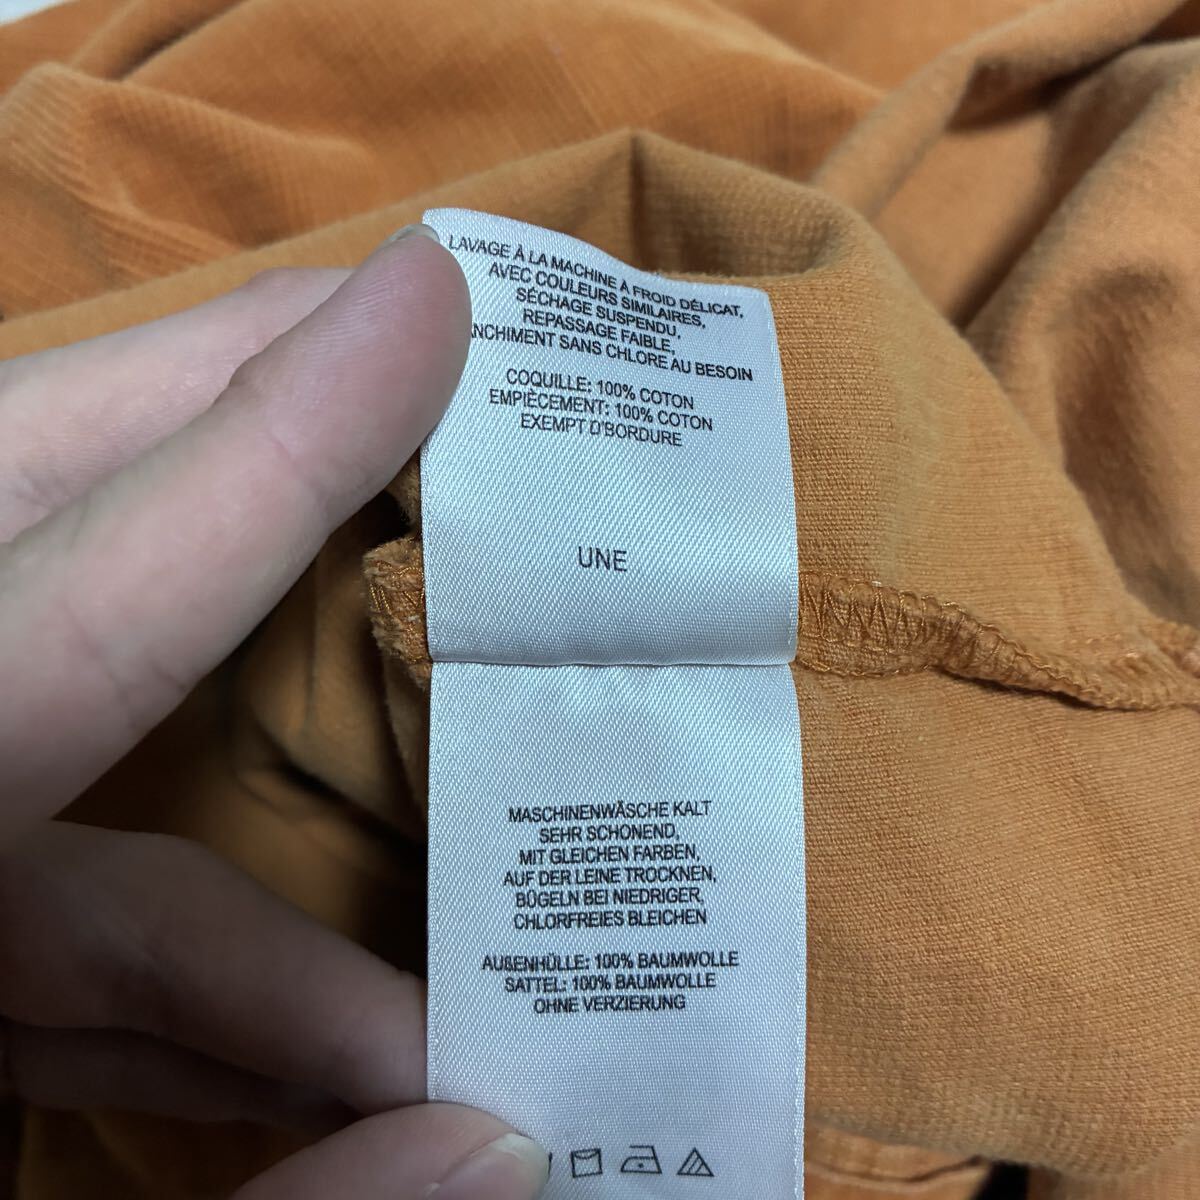 LAVAGE À LA MACHINE À FROID DÉLICAT,
AVEC COULEURS SIMILAIRES,
SÉCHAGE SUSPENDU,
REPASSAGE FAIBLE,
ANCHIMENT SANS CHLORE AU BESOIN
COQUILLE: 100% COTON
EMPIÈCEMENT: 100% COTON
EXEMPT D'BORDURE
UNE
MASCHINENWÄSCHE KALT
SEHR SCHONEND,
MIT GLEICHEN FARBEN,
AUF DER LEINE TROCKNEN,
BÜGELN BEI NIEDRIGER,
CHLORFREIES BLEICHEN
AUßENHÜLLE: 100% BAUMWOLLE
SATTEL: 100% BAUMWOLLE
OHNE VERZIERUNG